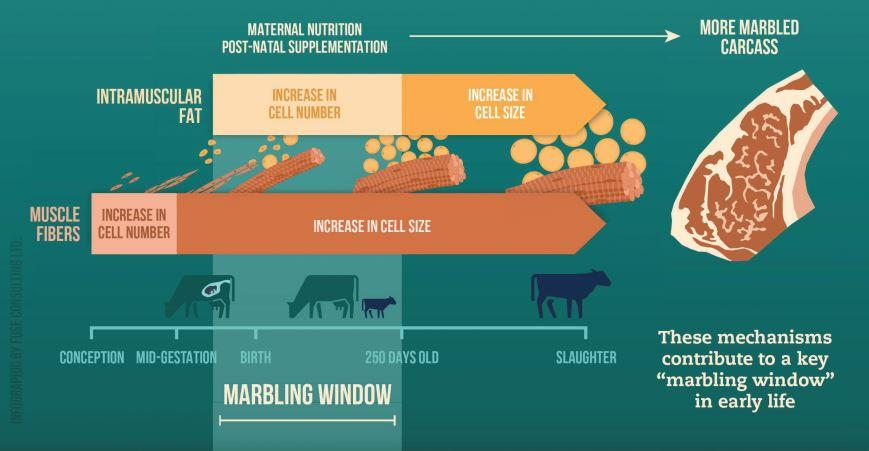 MATERNAL NUTRITION
POST-NATAL SUPPLEMENTATION
MORE MARBLED
CARCASS
INTRAMUSCULAR
FAT
INCREASE IN
CELL NUMBER
INCREASE IN
CELL SIZE
MUSCLE
FIBERS
INCREASE IN
CELL NUMBER
INCREASE IN CELL SIZE
CONCEPTION
MID-GESTATION
BIRTH
250 DAYS OLD
SLAUGHTER
MARBLING WINDOW
These mechanisms
contribute to a key
“marbling window”
in early life
INFOGRAPHIC BY FUSE CONSULTING LTD.